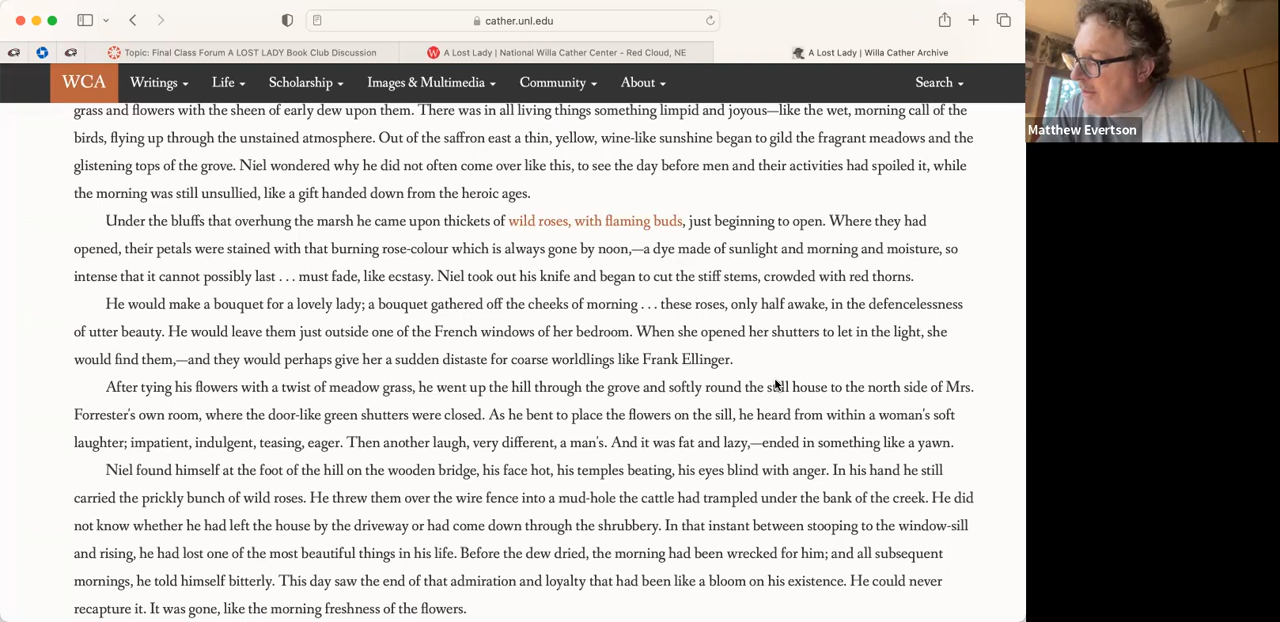 cather.unl.edu
Topic: Final Class Forum A LOST LADY Book Club Discussion
A Lost Lady | National Willa Cather Center - Red Cloud, NE
A Lost Lady | Willa Cather Archive
WCA Writings Life Scholarship Images & Multimedia Community About Search
Matthew Evertson
grass and flowers with the sheen of early dew upon them. There was in all living things something limpid and joyous—like the wet, morning call of the
birds, flying up through the unstained atmosphere. Out of the saffron east a thin, yellow, wine-like sunshine began to gild the fragrant meadows and the
glistening tops of the grove. Niel wondered why he did not often come over like this, to see the day before men and their activities had spoiled it, while
the morning was still unsullied, like a gift handed down from the heroic ages.
Under the bluffs that overhung the marsh he came upon thickets of wild roses, with flaming buds, just beginning to open. Where they had
opened, their petals were stained with that burning rose-colour which is always gone by noon,—a dye made of sunlight and morning and moisture, so
intense that it cannot possibly last . . . must fade, like ecstasy. Niel took out his knife and began to cut the stiff stems, crowded with red thorns.
He would make a bouquet for a lovely lady; a bouquet gathered off the cheeks of morning . . . these roses, only half awake, in the defencelessness
of utter beauty. He would leave them just outside one of the French windows of her bedroom. When she opened her shutters to let in the light, she
would find them,—and they would perhaps give her a sudden distaste for coarse worldlings like Frank Ellinger.
After tying his flowers with a twist of meadow grass, he went up the hill through the grove and softly round the still house to the north side of Mrs.
Forrester's own room, where the door-like green shutters were closed. As he bent to place the flowers on the sill, he heard from within a woman's soft
laughter; impatient, indulgent, teasing, eager. Then another laugh, very different, a man's. And it was fat and lazy,—ended in something like a yawn.
Niel found himself at the foot of the hill on the wooden bridge, his face hot, his temples beating, his eyes blind with anger. In his hand he still
carried the prickly bunch of wild roses. He threw them over the wire fence into a mud-hole the cattle had trampled under the bank of the creek. He did
not know whether he had left the house by the driveway or had come down through the shrubbery. In that instant between stooping to the window-sill
and rising, he had lost one of the most beautiful things in his life. Before the dew dried, the morning had been wrecked for him; and all subsequent
mornings, he told himself bitterly. This day saw the end of that admiration and loyalty that had been like a bloom on his existence. He could never
recapture it. It was gone, like the morning freshness of the flowers.